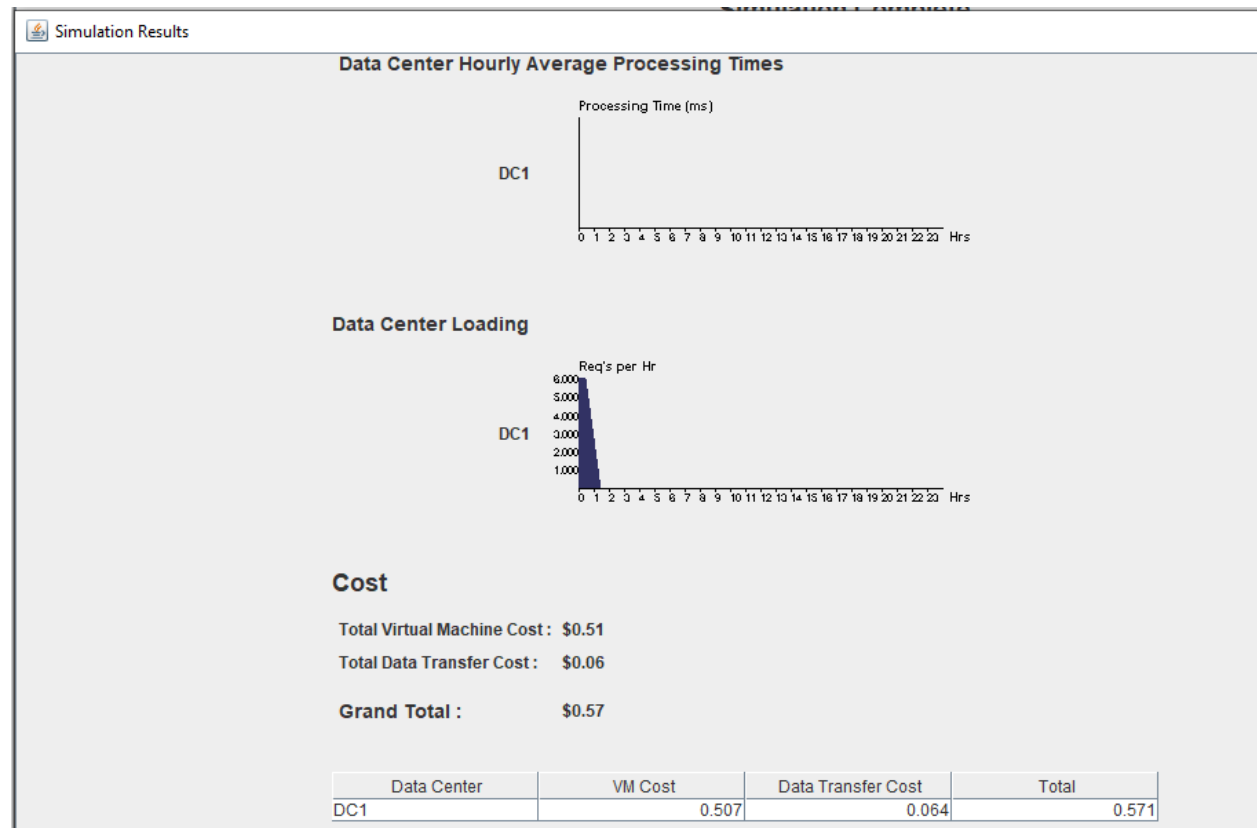 Simulation Complete
Simulation Results
Data Center Hourly Average Processing Times
Processing Time (ms)
DC1
0 1 2 3 4 5 6 7 8 9 10 11 12 13 14 15 16 17 18 19 20 21 22 23 Hrs
Data Center Loading
Req's per Hr
6.000
5.000
4.000
DC1
3.000
2.000
1.000
0 1 2 3 4 5 6 7 8 9 10 11 12 13 14 15 16 17 18 19 20 21 22 23 Hrs
Cost
Total Virtual Machine Cost : $0.51
Total Data Transfer Cost : $0.06
Grand Total : $0.57
Data Center VM Cost Data Transfer Cost Total
DC1 0.507 0.064 0.571